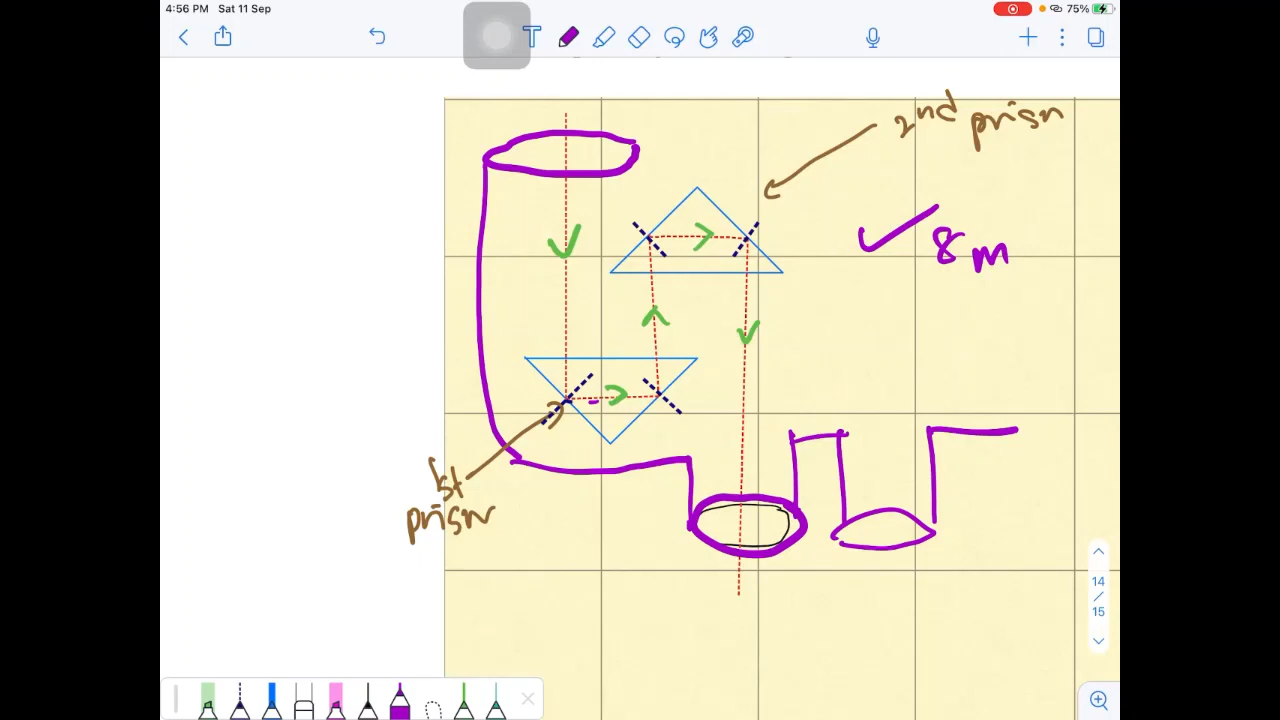 4:56 PM Sat 11 Sep
75%
T
2nd prism
8m
1st
prism
14
/
15